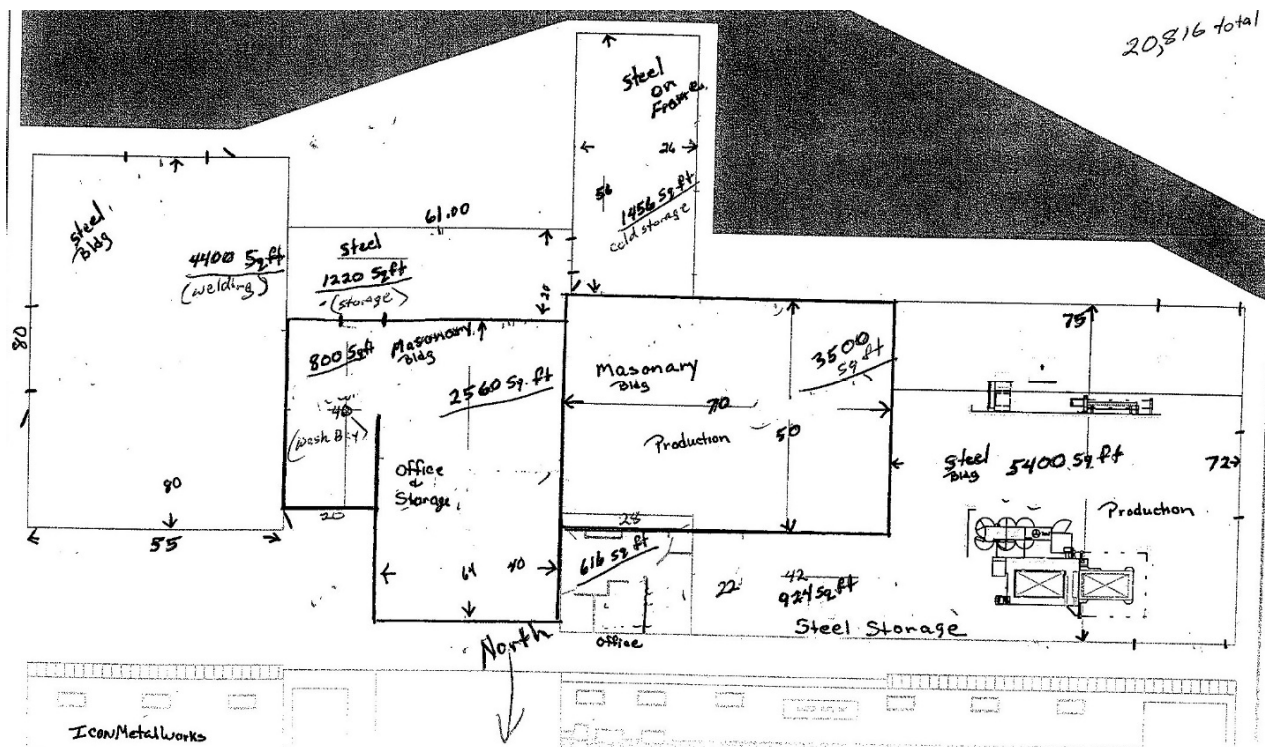 20,816 total
Steel
on
Frame
26
56
1456 Sq ft
cold storage
61.00
Steel
Bldg
4400 Sq ft
(welding)
Steel
1220 Sq ft
(storage)
20
80
80
55
800 Sq ft
Masonary
Bldg
2560 Sq. ft
40
(Wash Bay)
20
Office
&
Storage
64
40
Masonary
Bldg
3500
sq ft
70
50
Production
75
Steel
Bldg
5400 Sq ft
72
Production
28
616 sq ft
22
42
924 Sq ft
Steel Storage
Office
North
IconMetalworks